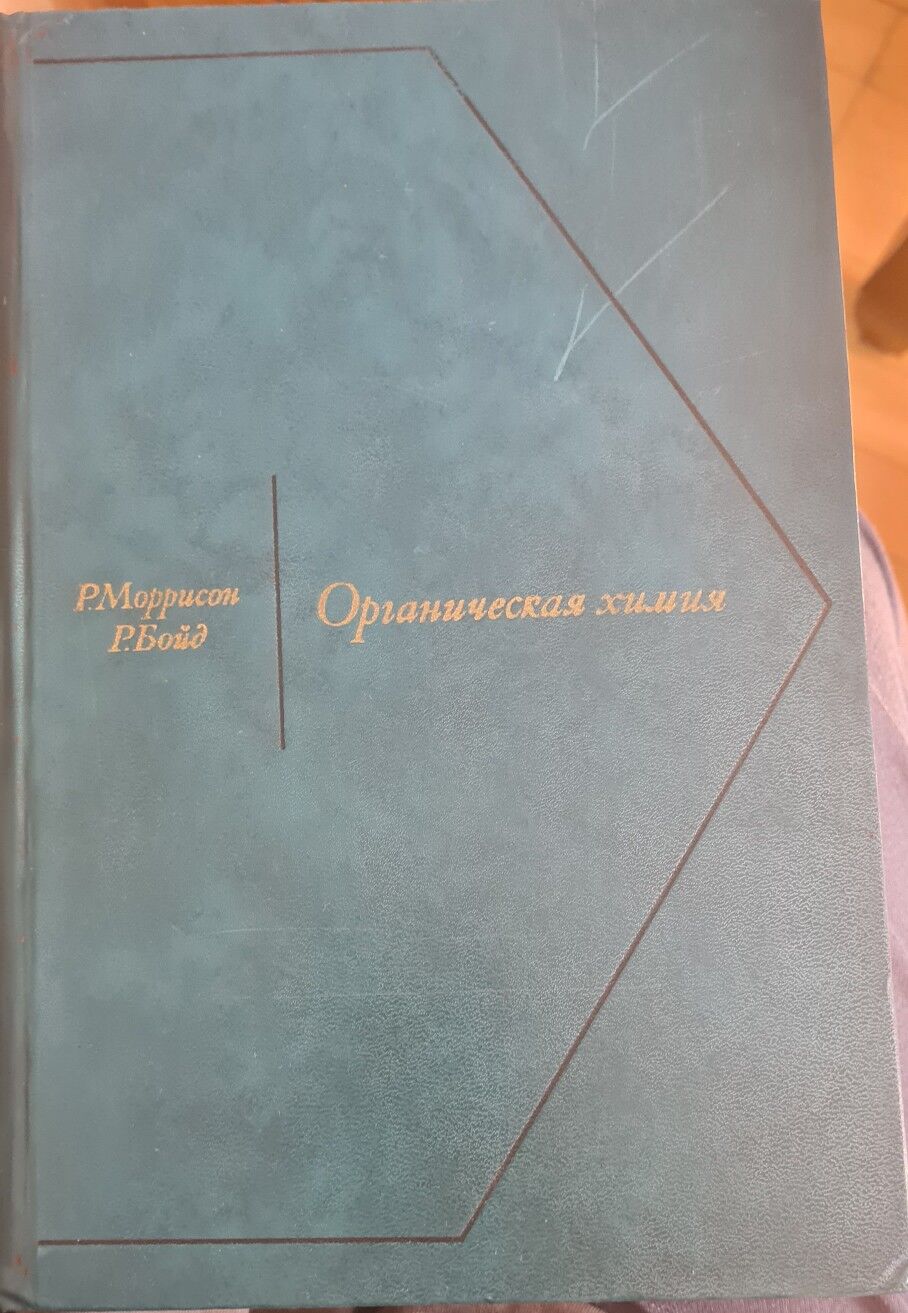 Р.Моррисон
Р.Бойд
Органическая химия